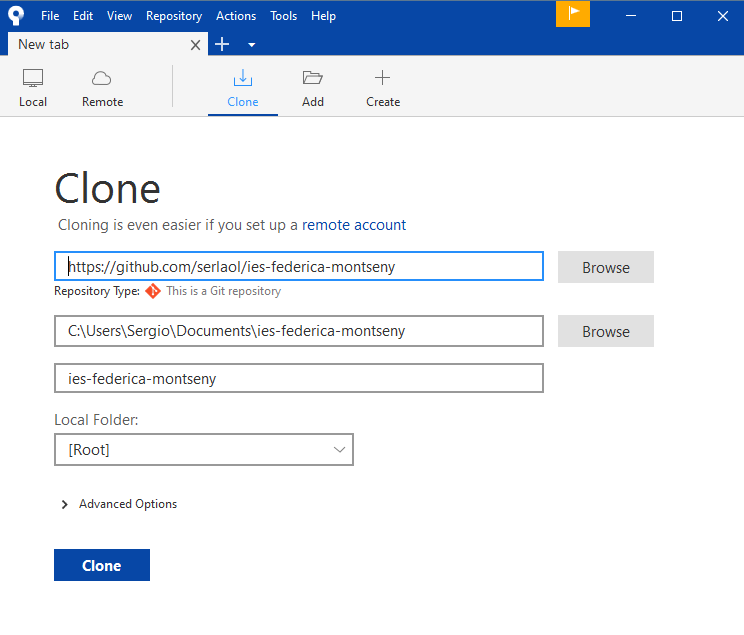 File Edit View Repository Actions Tools Help
New tab
Local Remote Clone Add Create
Clone
Cloning is even easier if you set up a remote account
https://github.com/serlaol/ies-federica-montseny Browse
Repository Type: This is a Git repository
C:\Users\Sergio\Documents\ies-federica-montseny Browse
ies-federica-montseny
Local Folder:
[Root]
Advanced Options
Clone